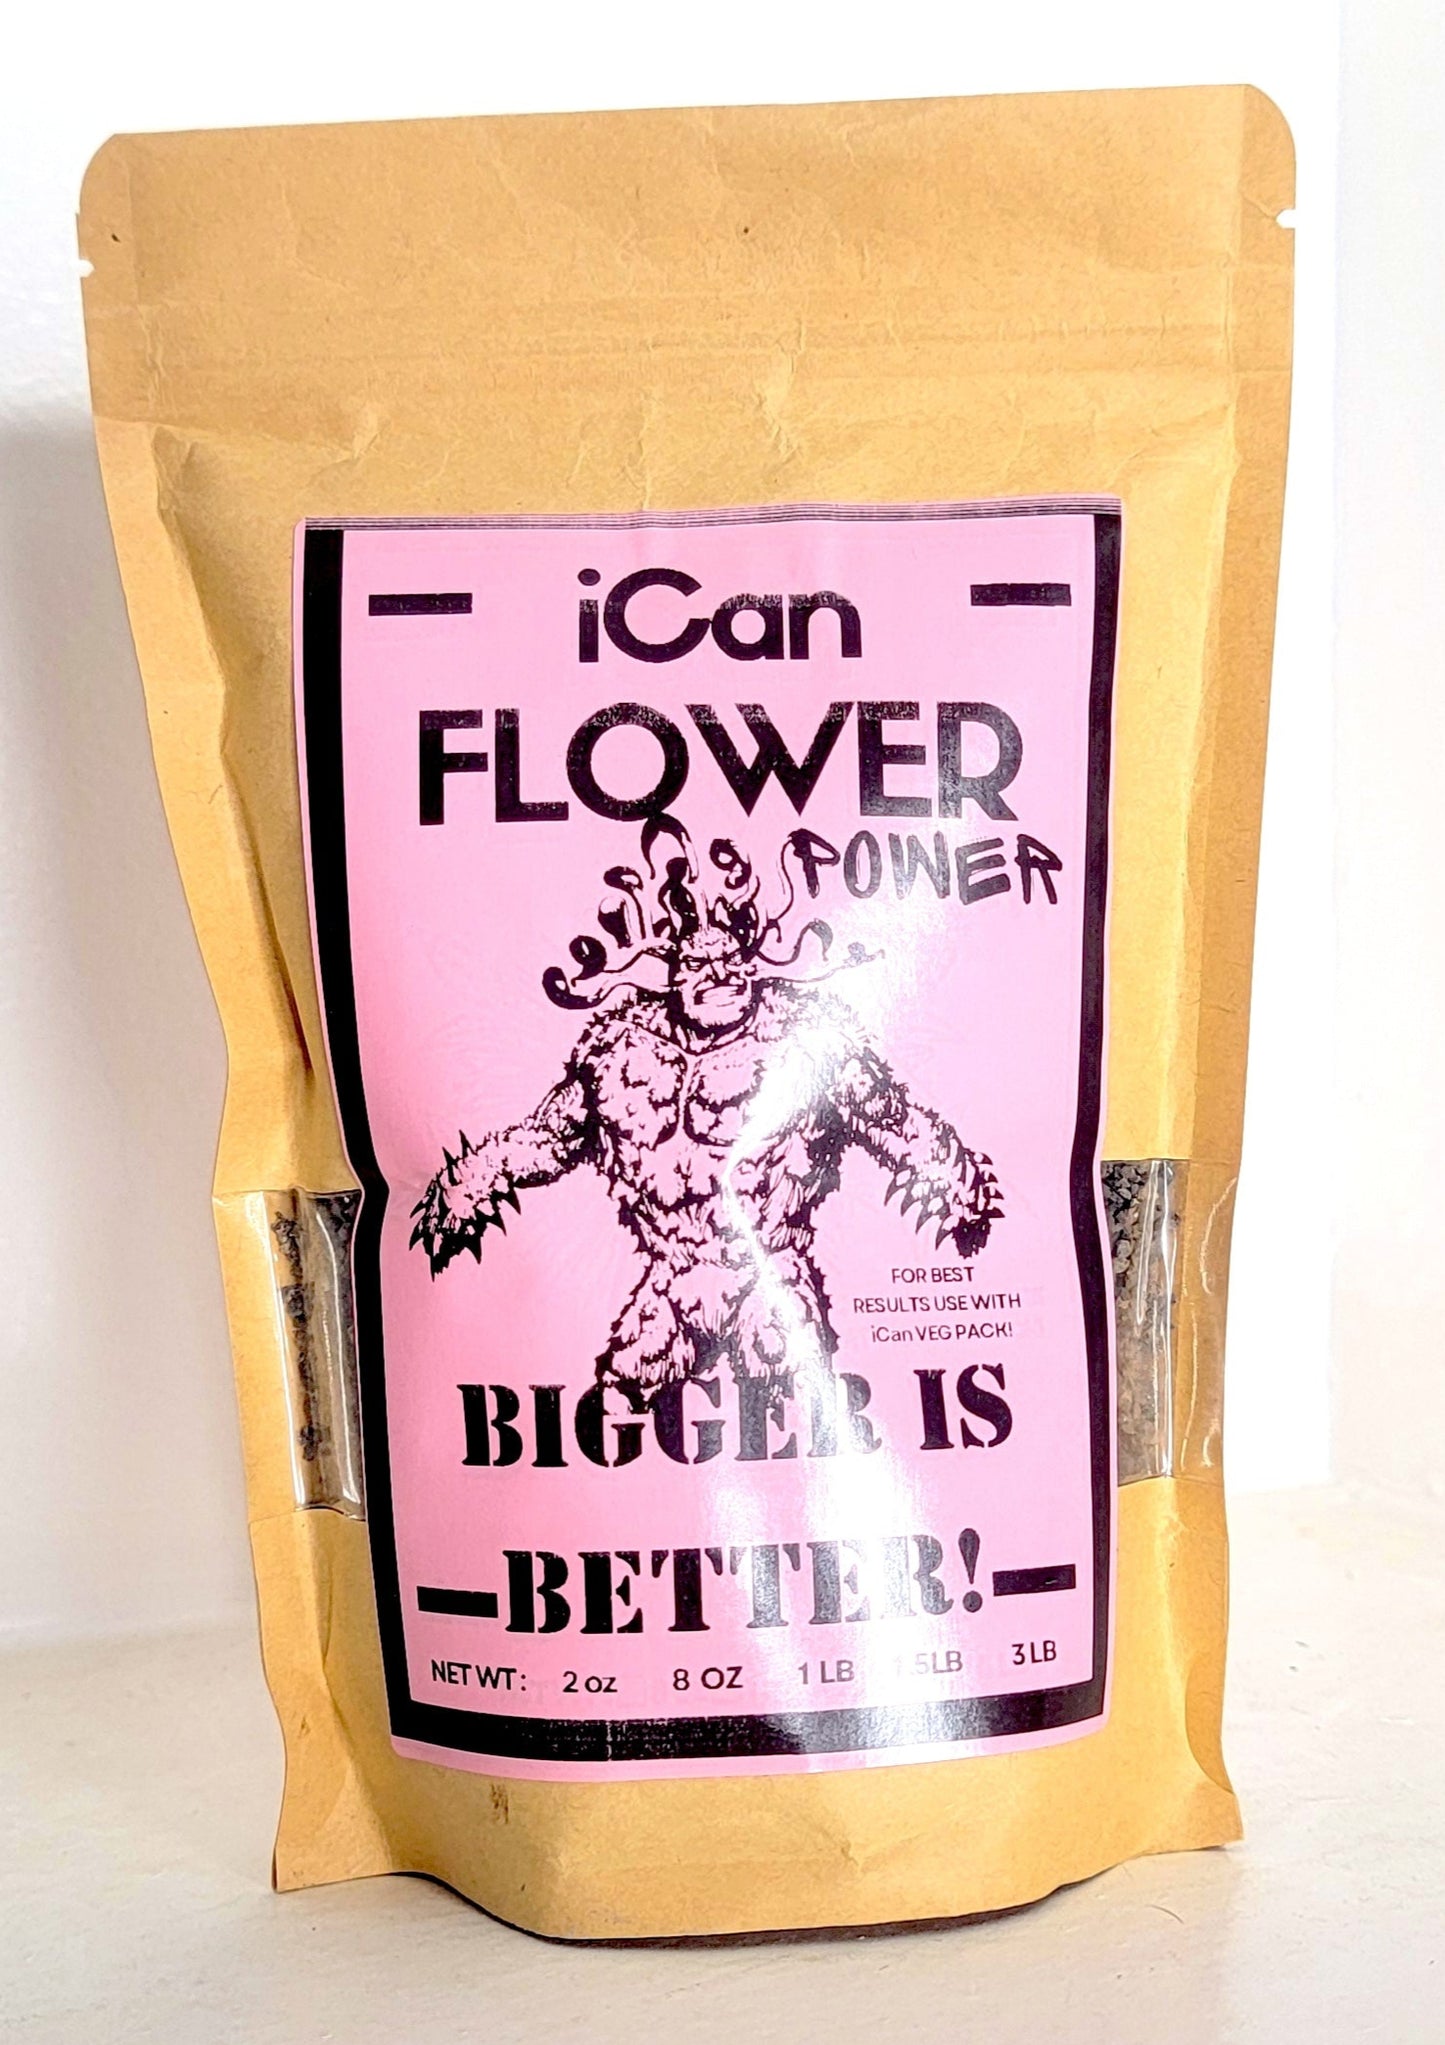 iCan
FLOWER
POWER
FOR BEST
RESULTS USE WITH
iCan VEG PACK!
BIGGER IS
BETTER!
NET WT: 2 oz 8 OZ 1 LB 1.5LB 3 LB